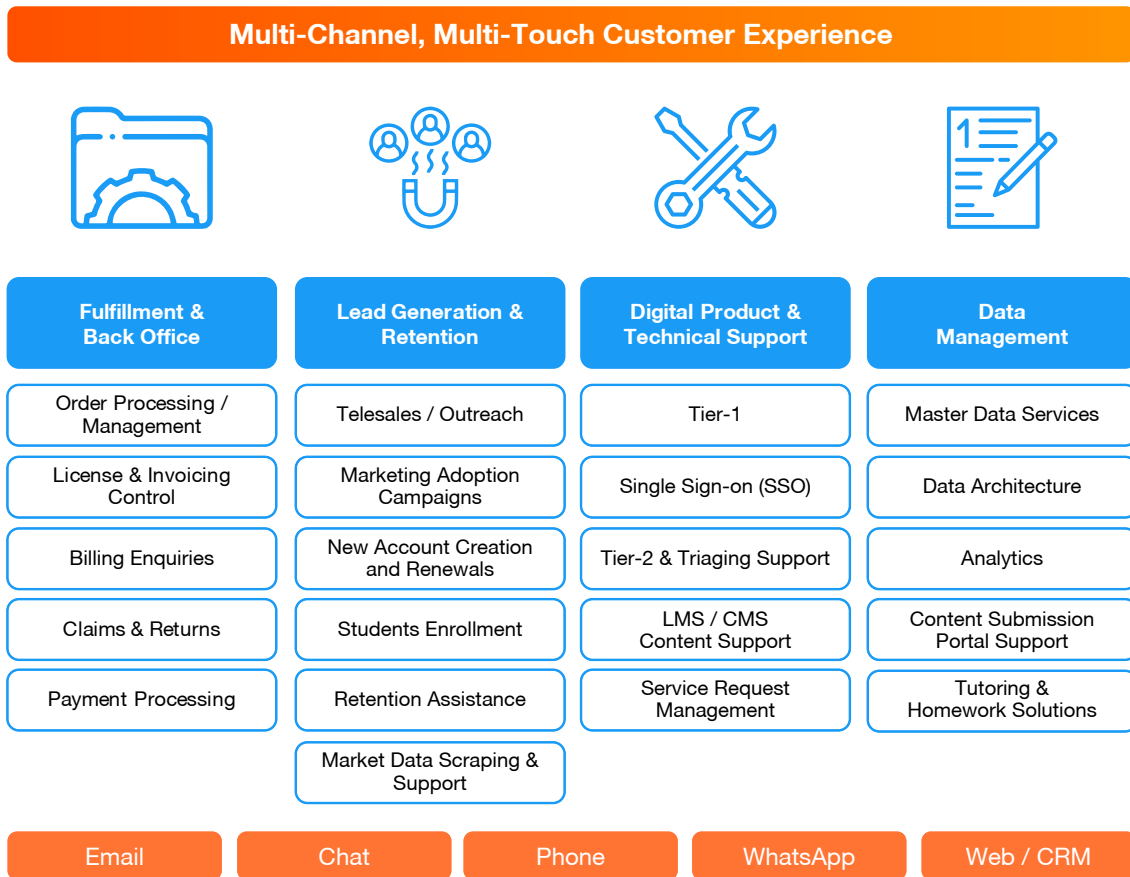 Multi-Channel, Multi-Touch Customer Experience
1
Fulfillment &
Back Office
Lead Generation &
Retention
Digital Product &
Technical Support
Data
Management
Order Processing /
Management
License & Invoicing
Control
Billing Enquiries
Claims & Returns
Payment Processing
Telesales / Outreach
Marketing Adoption
Campaigns
New Account Creation
and Renewals
Students Enrollment
Retention Assistance
Market Data Scraping &
Support
Tier-1
Single Sign-on (SSO)
Tier-2 & Triaging Support
LMS / CMS
Content Support
Service Request
Management
Master Data Services
Data Architecture
Analytics
Content Submission
Portal Support
Tutoring &
Homework Solutions
Email
Chat
Phone
WhatsApp
Web / CRM